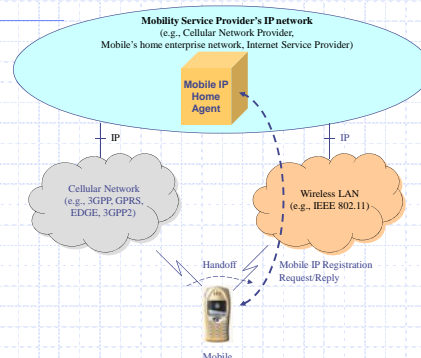 Mobility Service Provider's IP network
(e.g., Cellular Network Provider,
Mobile's home enterprise network, Internet Service Provider)
Mobile IP
Home
Agent
IP
IP
Cellular Network
(e.g., 3GPP, GPRS,
EDGE, 3GPP2)
Wireless LAN
(e.g., IEEE 802.11)
Handoff
Mobile IP Registration
Request/Reply
Mobile